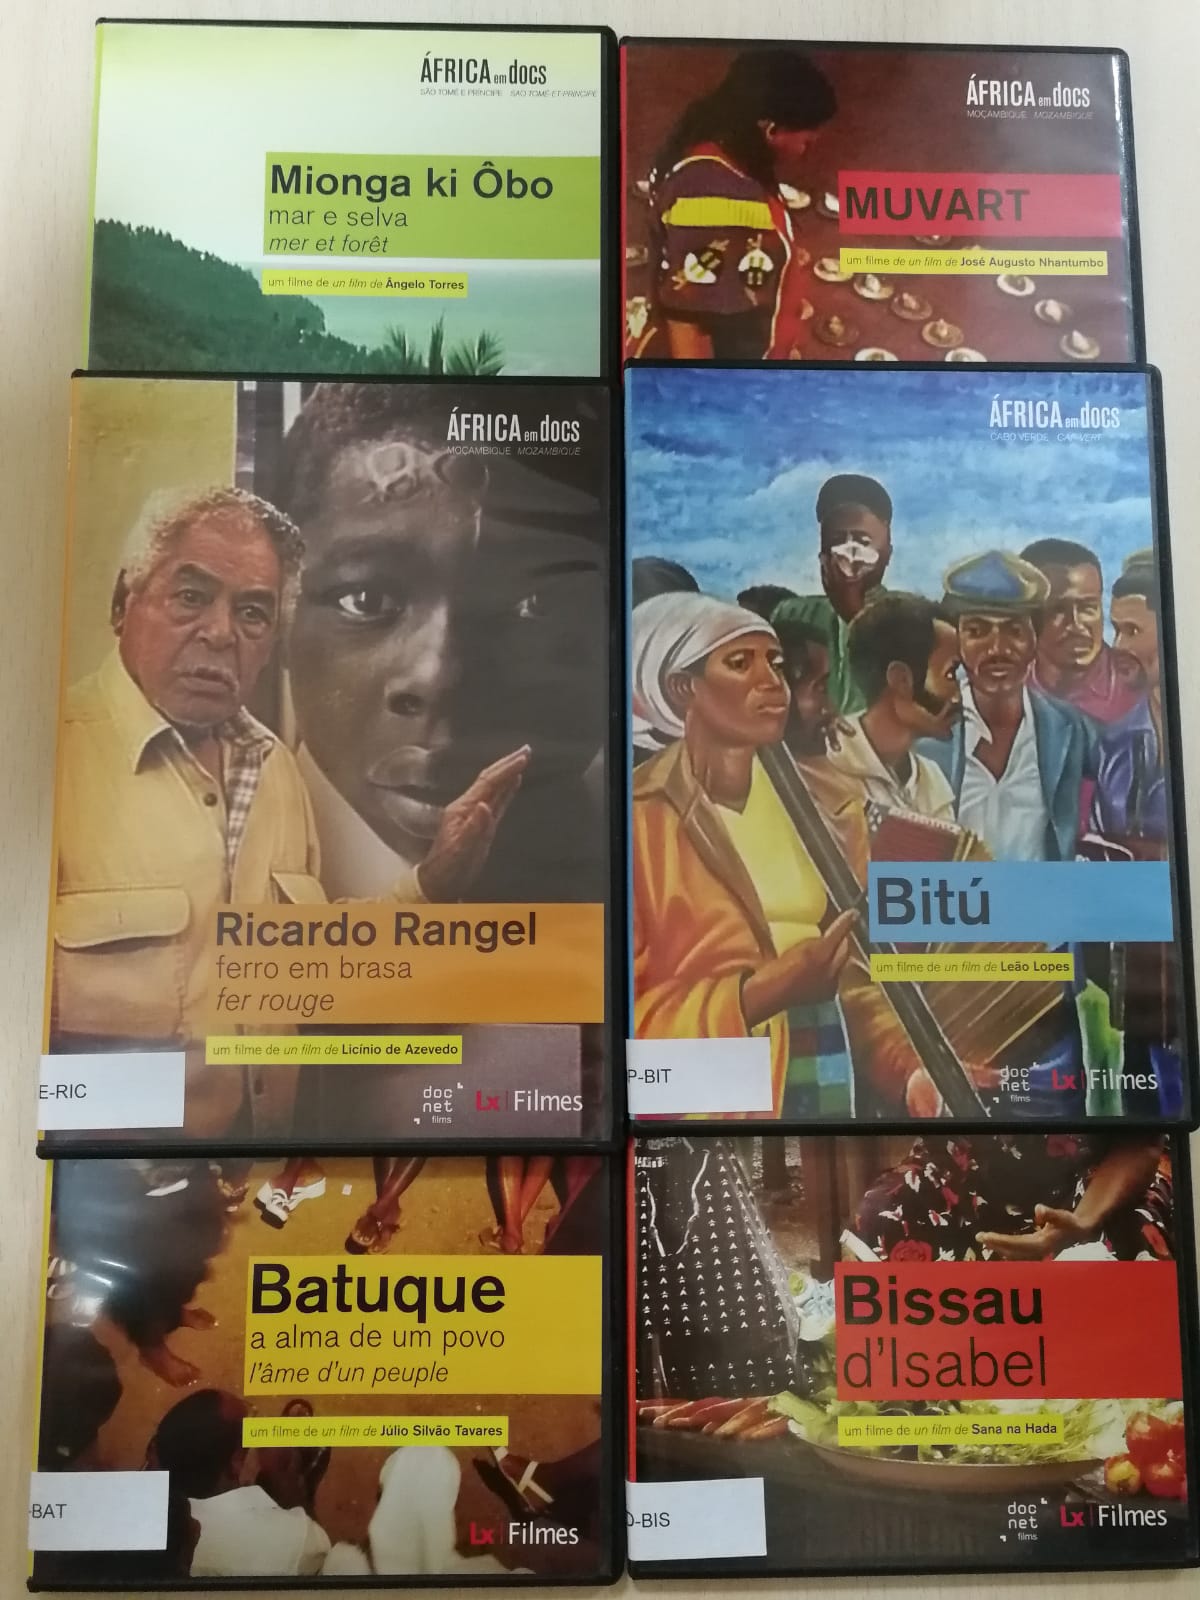 ÁFRICA em docs
SÃO TOMÉ E PRÍNCIPE SAO TOMÉ-ET-PRINCIPE
Mionga ki Ôbo
mar e selva
mer et forêt
um filme de un film de Ângelo Torres
ÁFRICA em docs
MOÇAMBIQUE MOZAMBIQUE
MUVART
um filme de un film de José Augusto Nhantumbo
ÁFRICA em docs
MOÇAMBIQUE MOZAMBIQUE
Ricardo Rangel
ferro em brasa
fer rouge
um filme de un film de Licínio de Azevedo
E-RIC
doc
net
films
Lx Filmes
ÁFRICA em docs
CABO VERDE CAP-VERT
Bitú
um filme de un film de Leão Lopes
P-BIT
doc
net
films
Lx Filmes
Batuque
a alma de um povo
l'âme d'un peuple
um filme de un film de Júlio Silvão Tavares
-BAT
Lx Filmes
Bissau
d'Isabel
um filme de un film de Sana na Hada
-BIS
doc
net
films
Lx Filmes